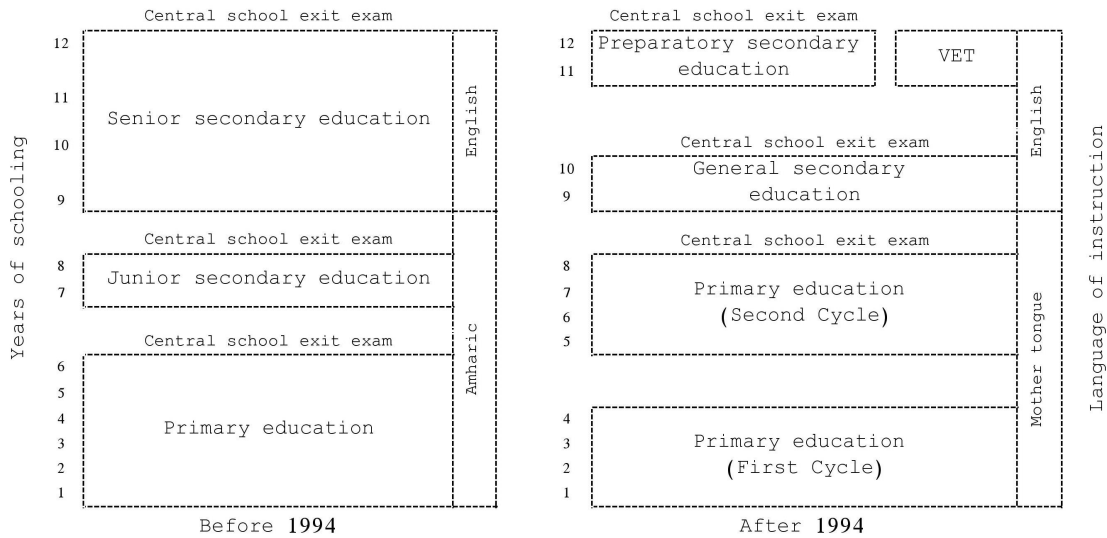 Central school exit exam
12
11
10
9
Senior secondary education
English
Central school exit exam
8
7
Junior secondary education
Central school exit exam
6
5
4
3
2
1
Primary education
Amharic
Years of schooling
Before 1994
Central school exit exam
12
11
Preparatory secondary
education
VET
English
Central school exit exam
10
9
General secondary
education
Central school exit exam
8
7
6
5
Primary education
(Second Cycle)
4
3
2
1
Primary education
(First Cycle)
Mother tongue
Language of instruction
After 1994